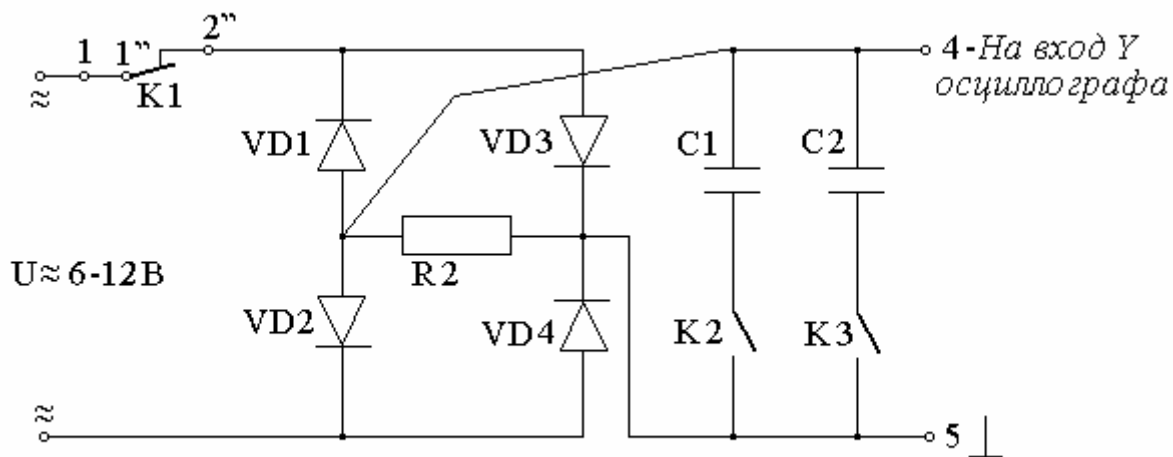 1
1”
2”
K1
≈
4 - На вход Y
осциллографа
VD1
VD3
C1
C2
R2
U≈ 6-12В
VD2
VD4
K2
K3
≈
5 ⊥